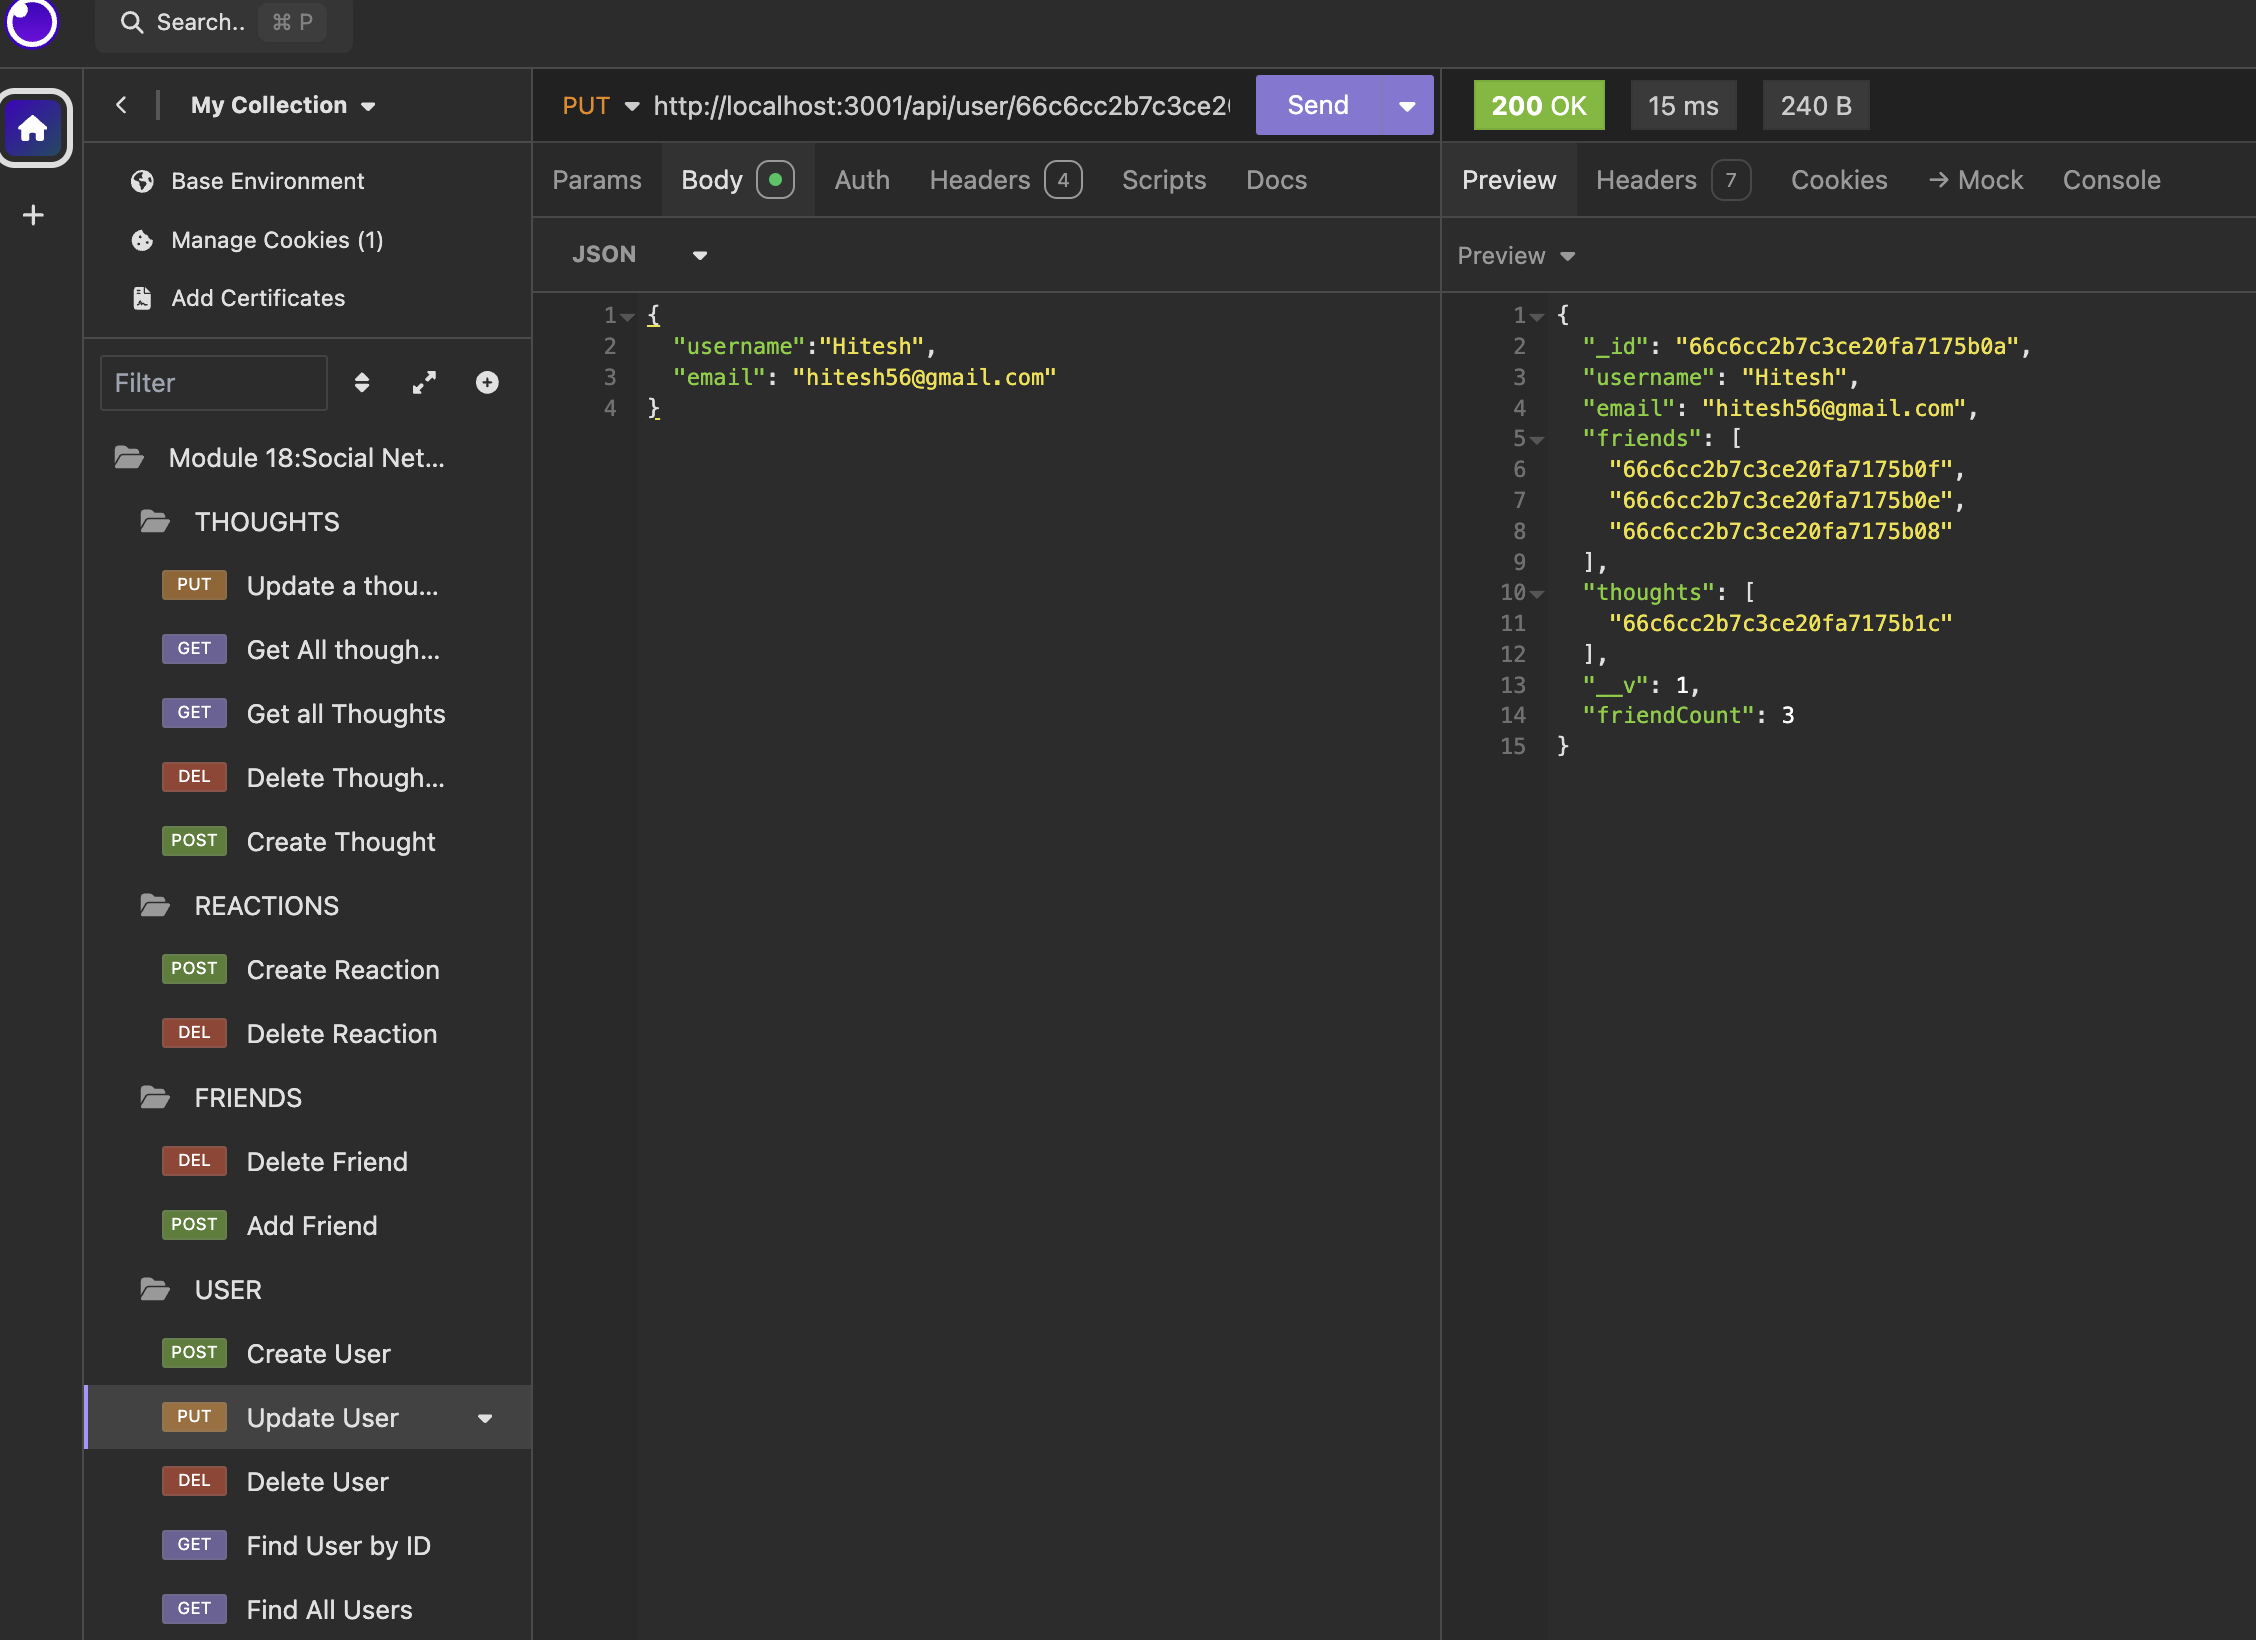 Search.. ⌘ P
My Collection
Base Environment
Manage Cookies (1)
Add Certificates
Filter
Module 18:Social Net...
THOUGHTS
PUT Update a thou...
GET Get All though...
GET Get all Thoughts
DEL Delete Though...
POST Create Thought
REACTIONS
POST Create Reaction
DEL Delete Reaction
FRIENDS
DEL Delete Friend
POST Add Friend
USER
POST Create User
PUT Update User
DEL Delete User
GET Find User by ID
GET Find All Users
PUT http://localhost:3001/api/user/66c6cc2b7c3ce2 Send
Params Body Auth Headers 4 Scripts Docs
JSON
1 {
2 "username":"Hitesh",
3 "email": "hitesh56@gmail.com"
4 }
200 OK 15 ms 240 B
Preview Headers 7 Cookies → Mock Console
Preview
1 {
2 "_id": "66c6cc2b7c3ce20fa7175b0a",
3 "username": "Hitesh",
4 "email": "hitesh56@gmail.com",
5 "friends": [
6 "66c6cc2b7c3ce20fa7175b0f",
7 "66c6cc2b7c3ce20fa7175b0e",
8 "66c6cc2b7c3ce20fa7175b08"
9 ],
10 "thoughts": [
11 "66c6cc2b7c3ce20fa7175b1c"
12 ],
13 "__v": 1,
14 "friendCount": 3
15 }